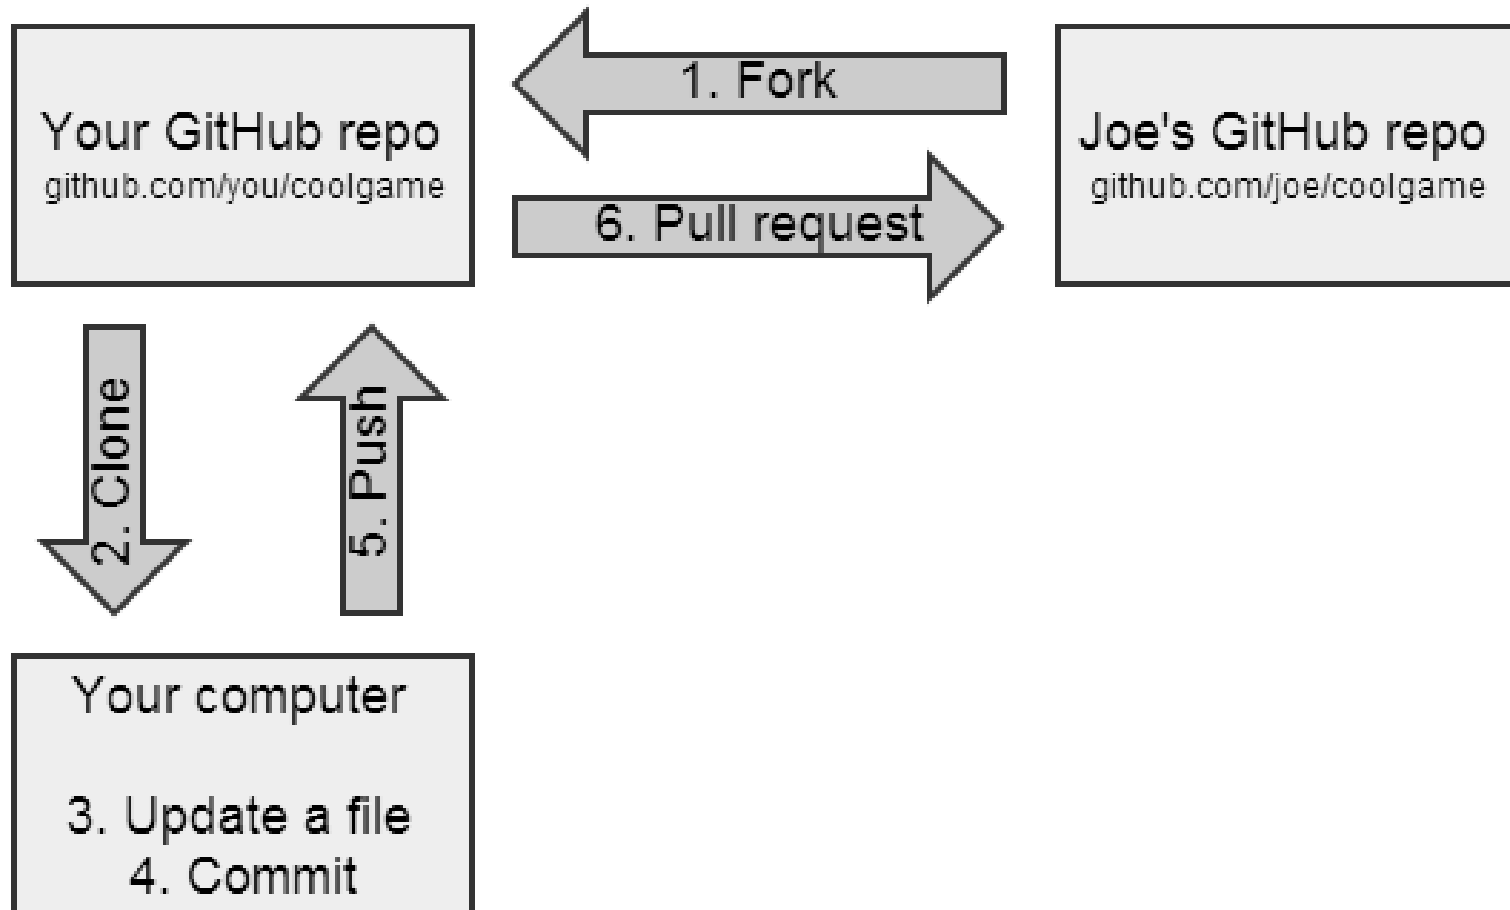 Your GitHub repo
github.com/you/coolgame
1. Fork
6. Pull request
Joe's GitHub repo
github.com/joe/coolgame
2. Clone
5. Push
Your computer
3. Update a file
4. Commit